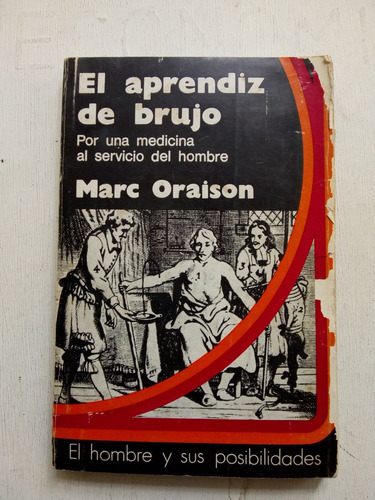 El aprendiz
de brujo
Por una medicina
al servicio del hombre
Marc Oraison
El hombre y sus posibilidades